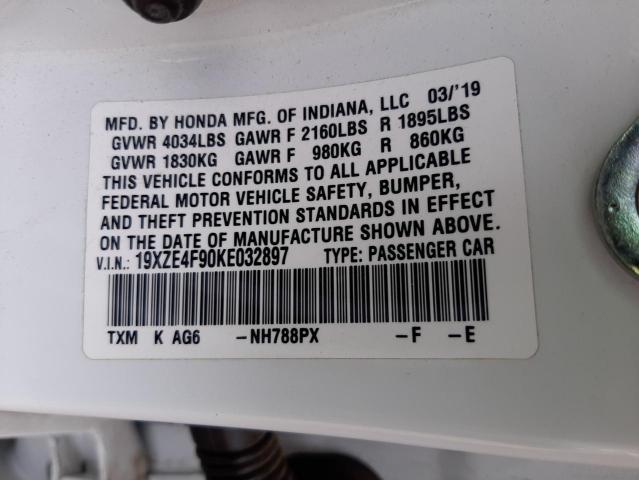 MFD. BY HONDA MFG. OF INDIANA, LLC 03/'19
GVWR 4034LBS GAWR F 2160LBS R 1895LBS
GVWR 1830KG GAWR F 980KG R 860KG
THIS VEHICLE CONFORMS TO ALL APPLICABLE
FEDERAL MOTOR VEHICLE SAFETY, BUMPER,
AND THEFT PREVENTION STANDARDS IN EFFECT
ON THE DATE OF MANUFACTURE SHOWN ABOVE.
V.I.N.: 19XZE4F90KE032897 TYPE: PASSENGER CAR
TXM K AG6 -NH788PX -F -E